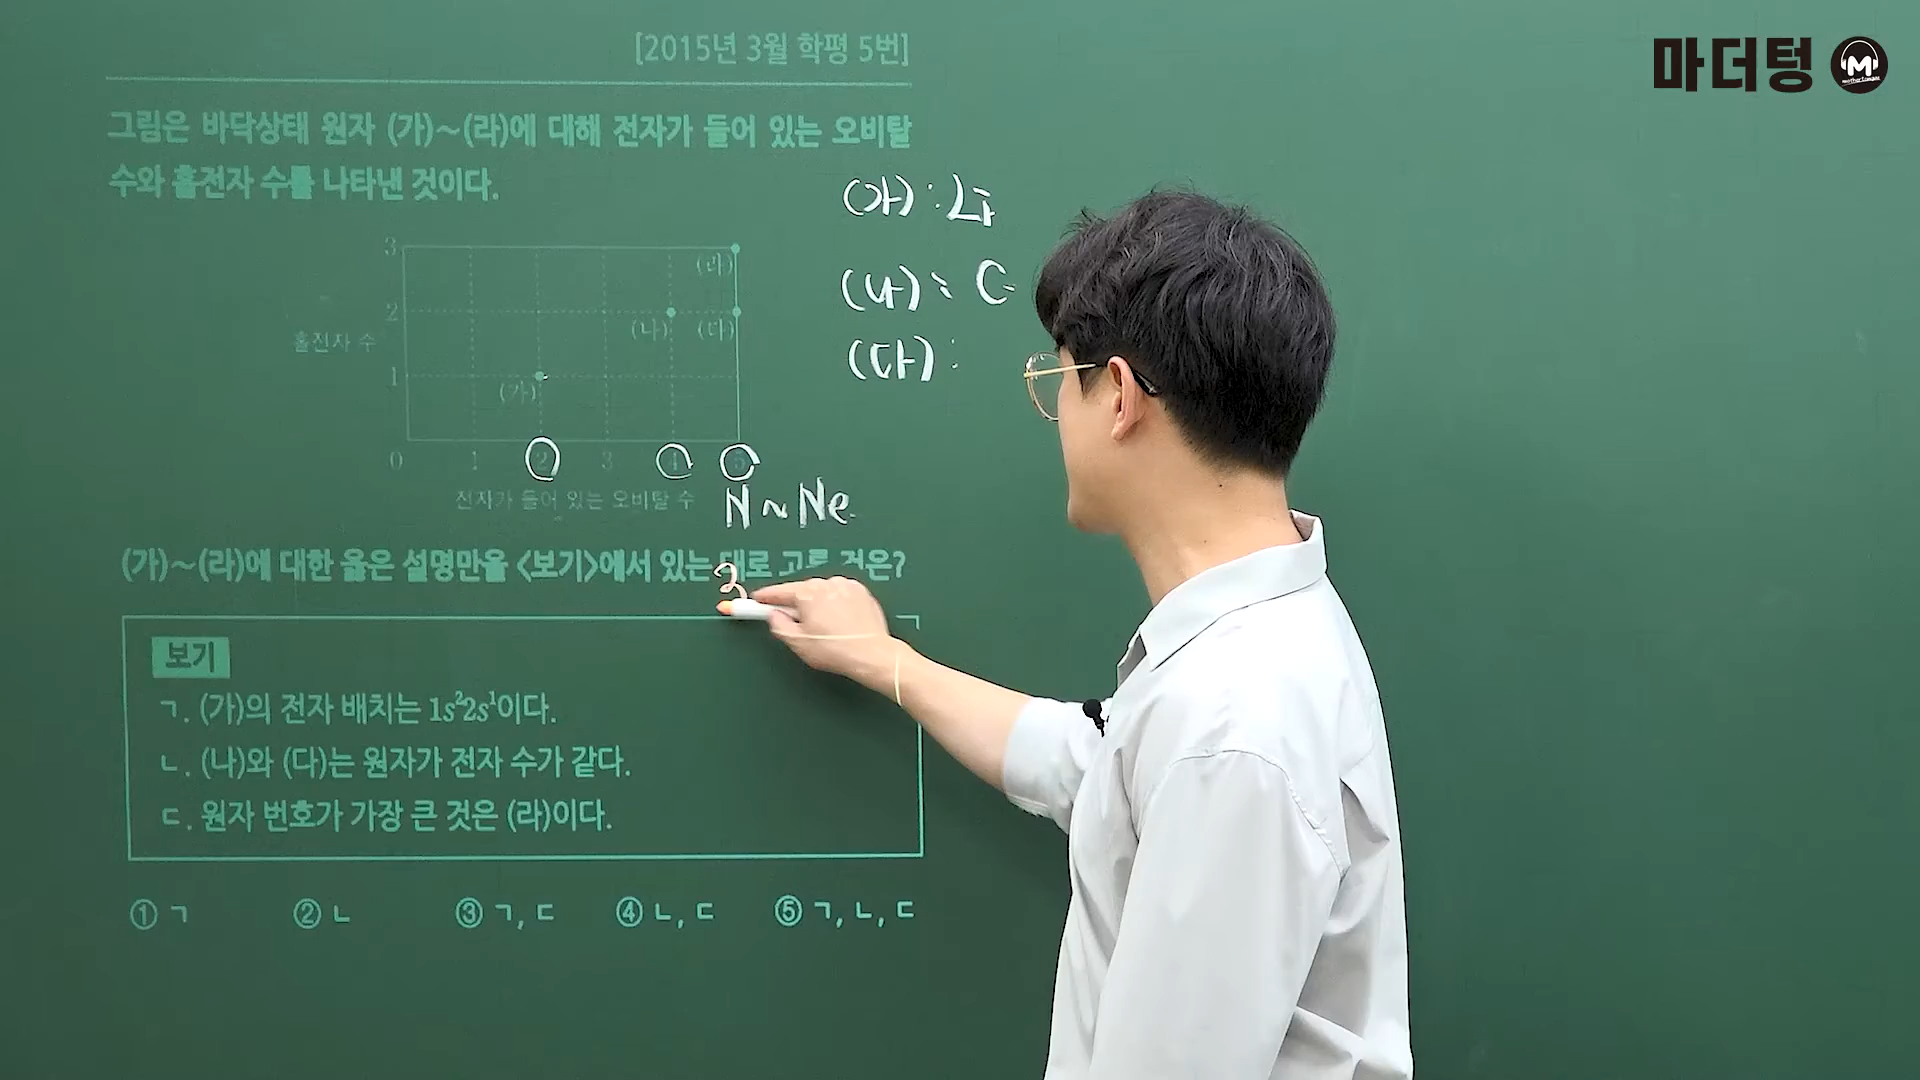 마더텅
[2015년 3월 학평 5번]
그림은 바닥상태 원자 (가)~(라)에 대해 전자가 들어 있는 오비탈
수와 홀전자 수를 나타낸 것이다.
(가) : Li
(나) : C
(다) :
3
(라)
2
(나) (다)
홀전자 수
1
(가)
0 1 2 3 4 5
전자가 들어 있는 오비탈 수
N ~ Ne
(가)~(라)에 대한 옳은 설명만을 <보기>에서 있는 대로 고른 것은?
3
보기
ㄱ. (가)의 전자 배치는 1s²2s¹이다.
ㄴ. (나)와 (다)는 원자가 전자 수가 같다.
ㄷ. 원자 번호가 가장 큰 것은 (라)이다.
① ㄱ ② ㄴ ③ ㄱ, ㄷ ④ ㄴ, ㄷ ⑤ ㄱ, ㄴ, ㄷ